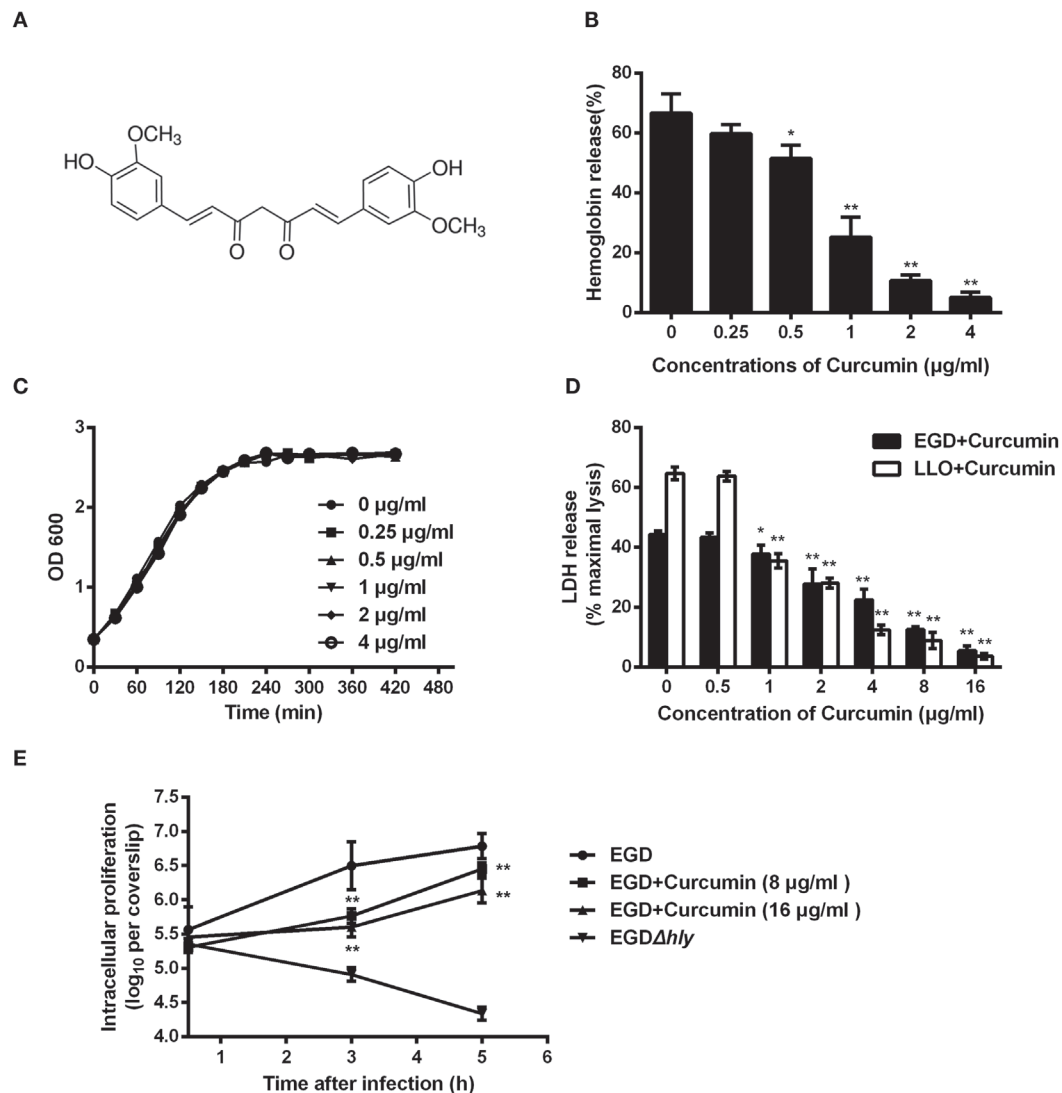 A
OCH3
HO
OH
OCH3
O
O
B
Hemoglobin release(%)
80
60
40
20
0
*
**
**
**
0 0.25 0.5 1 2 4
Concentrations of Curcumin (µg/ml)
C
OD 600
3
2
1
0
0 µg/ml
0.25 µg/ml
0.5 µg/ml
1 µg/ml
2 µg/ml
4 µg/ml
0 60 120 180 240 300 360 420 480
Time (min)
D
LDH release
(% maximal lysis)
80
60
40
20
0
EGD+Curcumin
LLO+Curcumin
* **
** **
** **
** **
** **
0 0.5 1 2 4 8 16
Concentration of Curcumin (µg/ml)
E
Intracellular proliferation
(log10 per coverslip)
7.5
7.0
6.5
6.0
5.5
5.0
4.5
4.0
**
**
**
**
1 2 3 4 5 6
Time after infection (h)
EGD
EGD+Curcumin (8 µg/ml )
EGD+Curcumin (16 µg/ml )
EGDΔhly